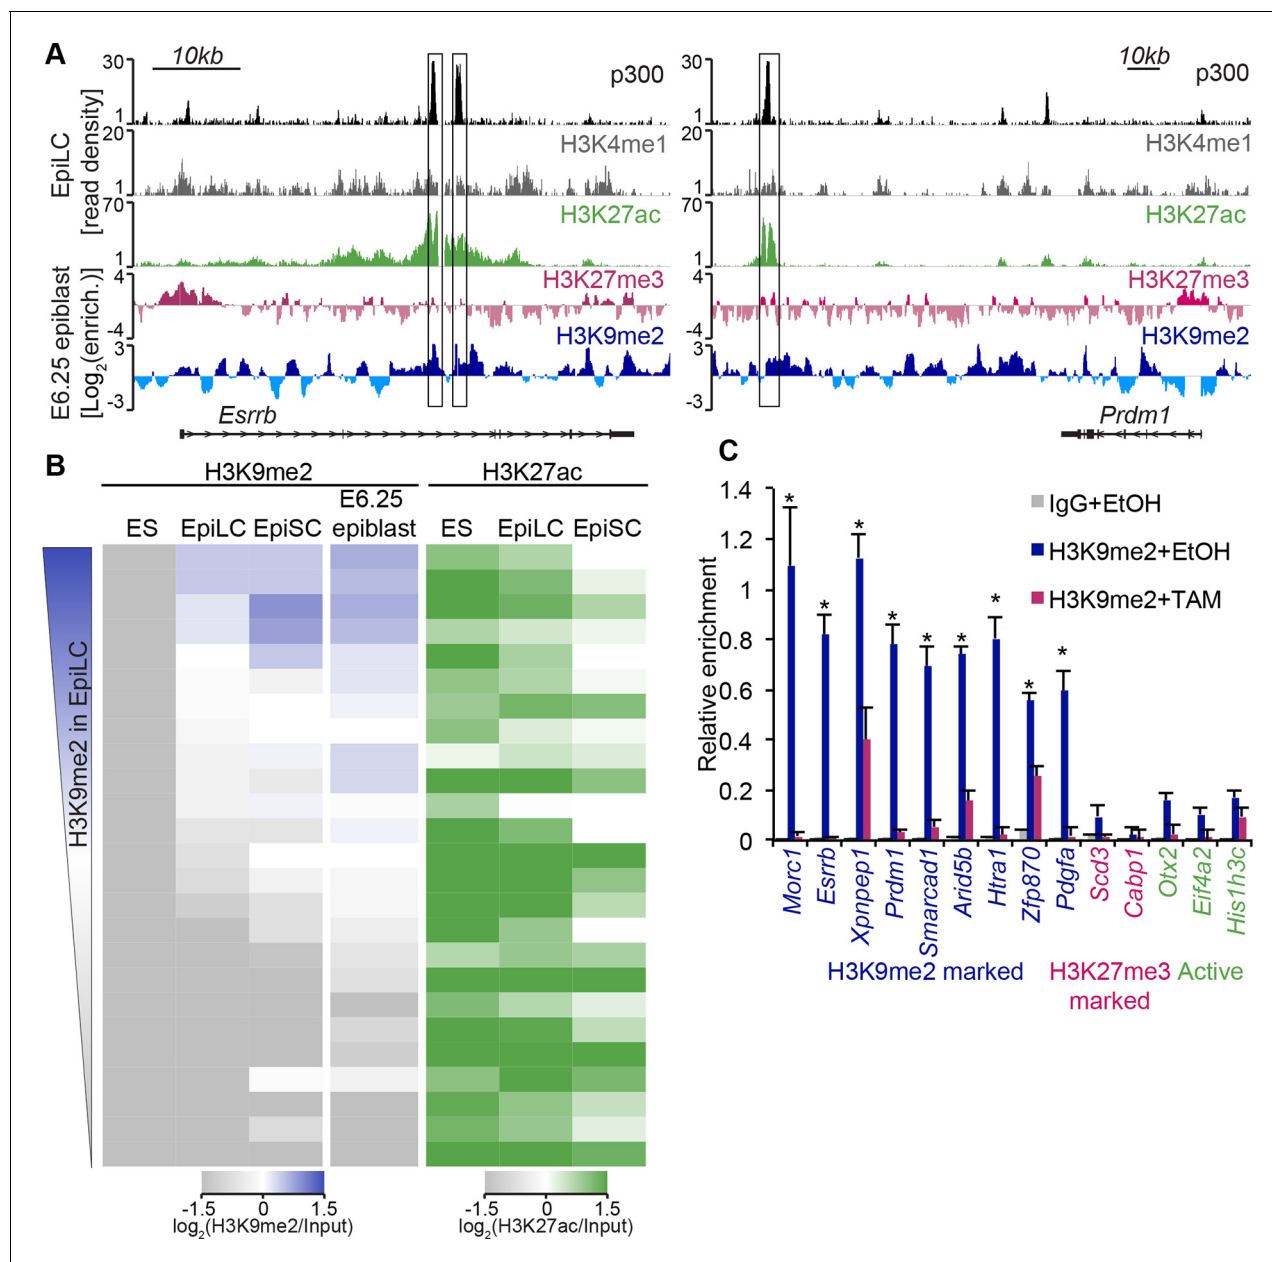 A
10kb
10kb
30
1
p300
30
1
p300
20
1
H3K4me1
20
1
H3K4me1
70
1
H3K27ac
70
1
H3K27ac
4
-4
H3K27me3
4
-4
H3K27me3
3
-3
H3K9me2
3
-3
H3K9me2
EpiLC
[read density]
E6.25 epiblast
[Log2(enrich.)]
Esrrb
Prdm1
B
H3K9me2
H3K27ac
ES
EpiLC
EpiSC
E6.25
epiblast
ES
EpiLC
EpiSC
H3K9me2 in EpiLC
-1.5 0 1.5
log2(H3K9me2/Input)
-1.5 0 1.5
log2(H3K27ac/Input)
C
Relative enrichment
1.4
1.2
1
0.8
0.6
0.4
0.2
0
IgG+EtOH
H3K9me2+EtOH
H3K9me2+TAM
* * * * * * * * *
Morc1
Esrrb
Xpnpep1
Prdm1
Smarcad1
Arid5b
Htra1
Zfp870
Pdgfa
Scd3
Cabp1
Otx2
Eif4a2
His1h3c
H3K9me2 marked
H3K27me3
marked
Active